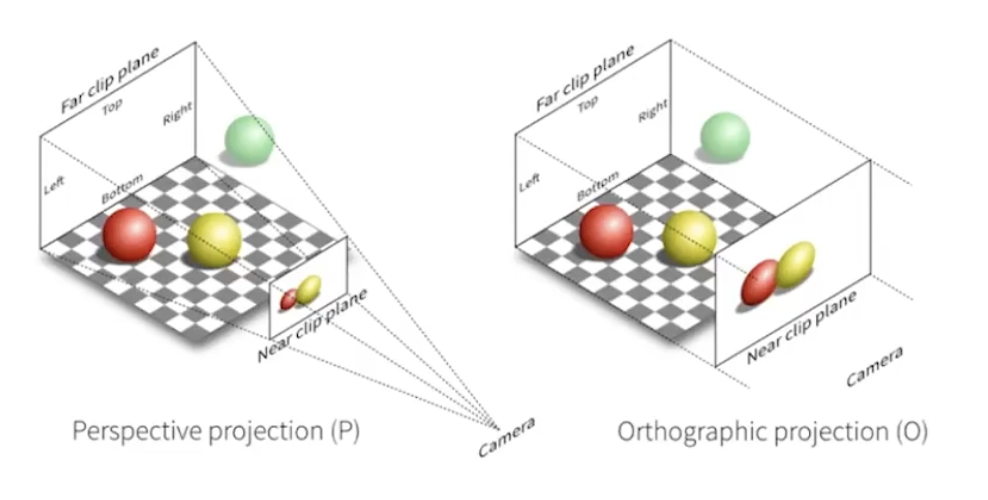 Far clip plane
Top
Right
Left
Bottom
Near clip plane
Camera
Perspective projection (P)
Far clip plane
Top
Right
Left
Bottom
Near clip plane
Camera
Orthographic projection (O)